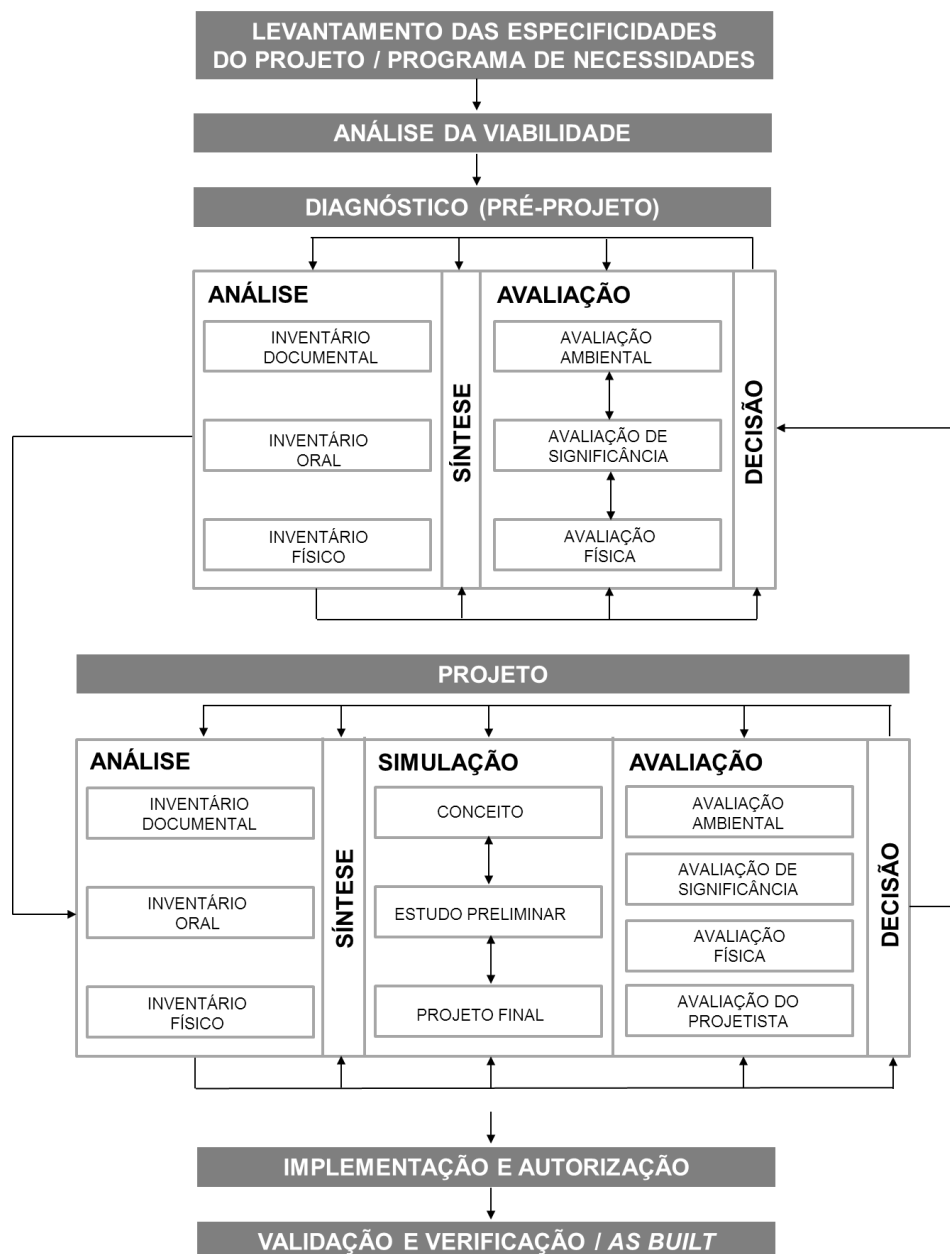 LEVANTAMENTO DAS ESPECIFICIDADES
DO PROJETO / PROGRAMA DE NECESSIDADES
ANÁLISE DA VIABILIDADE
DIAGNÓSTICO (PRÉ-PROJETO)
ANÁLISE
INVENTÁRIO
DOCUMENTAL
INVENTÁRIO
ORAL
INVENTÁRIO
FÍSICO
SÍNTESE
AVALIAÇÃO
AVALIAÇÃO
AMBIENTAL
AVALIAÇÃO DE
SIGNIFICÂNCIA
AVALIAÇÃO
FÍSICA
DECISÃO
PROJETO
ANÁLISE
INVENTÁRIO
DOCUMENTAL
INVENTÁRIO
ORAL
INVENTÁRIO
FÍSICO
SÍNTESE
SIMULAÇÃO
CONCEITO
ESTUDO PRELIMINAR
PROJETO FINAL
AVALIAÇÃO
AVALIAÇÃO
AMBIENTAL
AVALIAÇÃO DE
SIGNIFICÂNCIA
AVALIAÇÃO
FÍSICA
AVALIAÇÃO DO
PROJETISTA
DECISÃO
IMPLEMENTAÇÃO E AUTORIZAÇÃO
VALIDAÇÃO E VERIFICAÇÃO / AS BUILT